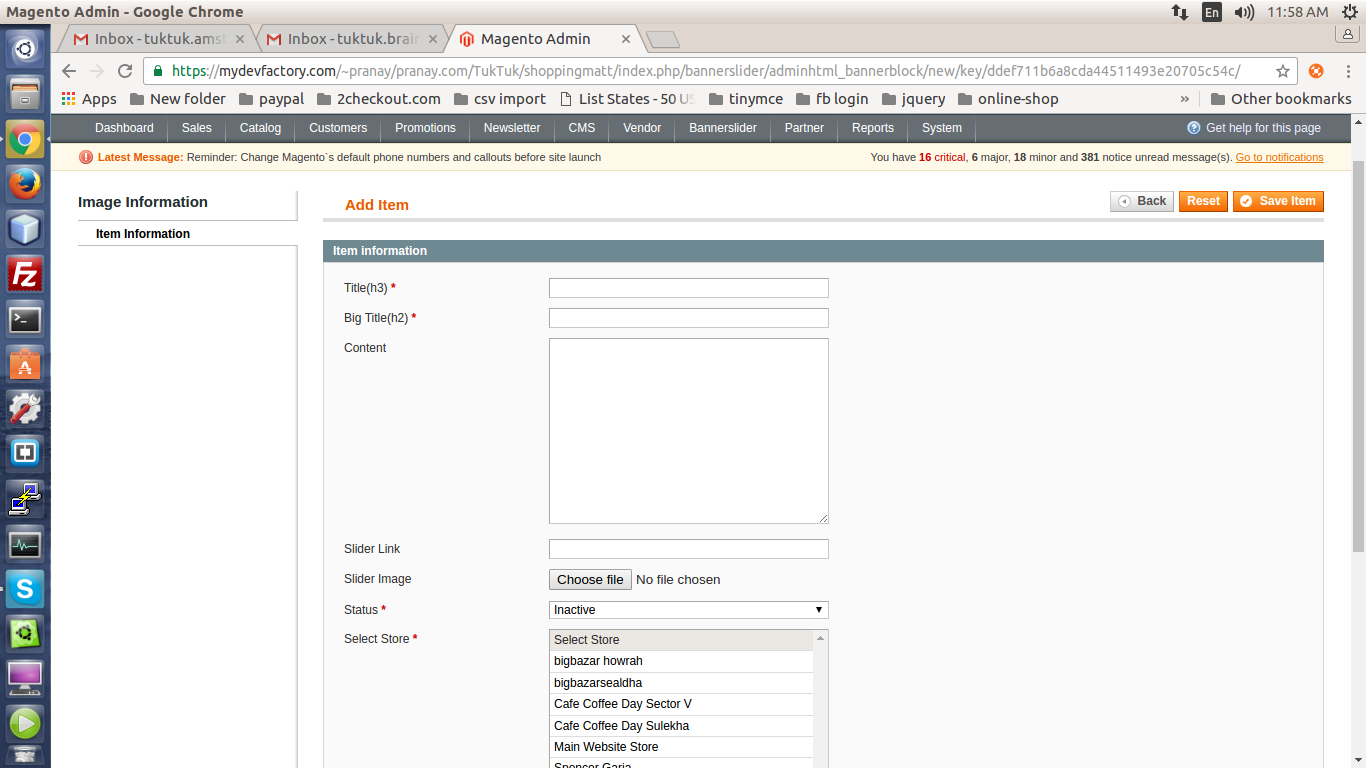 Magento Admin - Google Chrome
En
11:58 AM
Inbox - tuktuk.ams
Inbox - tuktuk.brain
Magento Admin
https://mydevfactory.com/~pranay/pranay.com/TukTuk/shoppingmatt/index.php/bannerslider/adminhtml_bannerblock/new/key/ddef711b6a8cda44511493e20705c54c/
Apps New folder paypal 2checkout.com csv import List States - 50 US tinymce fb login jquery online-shop » Other bookmarks
Dashboard Sales Catalog Customers Promotions Newsletter CMS Vendor Bannerslider Partner Reports System Get help for this page
Latest Message: Reminder: Change Magento`s default phone numbers and callouts before site launch
You have 16 critical, 6 major, 18 minor and 381 notice unread message(s). Go to notifications
Image Information
Item Information
Add Item
Back Reset Save Item
Item information
Title(h3) *
Big Title(h2) *
Content
Slider Link
Slider Image Choose file No file chosen
Status * Inactive
Select Store * Select Store
bigbazar howrah
bigbazarsealdha
Cafe Coffee Day Sector V
Cafe Coffee Day Sulekha
Main Website Store
Spencer Garia